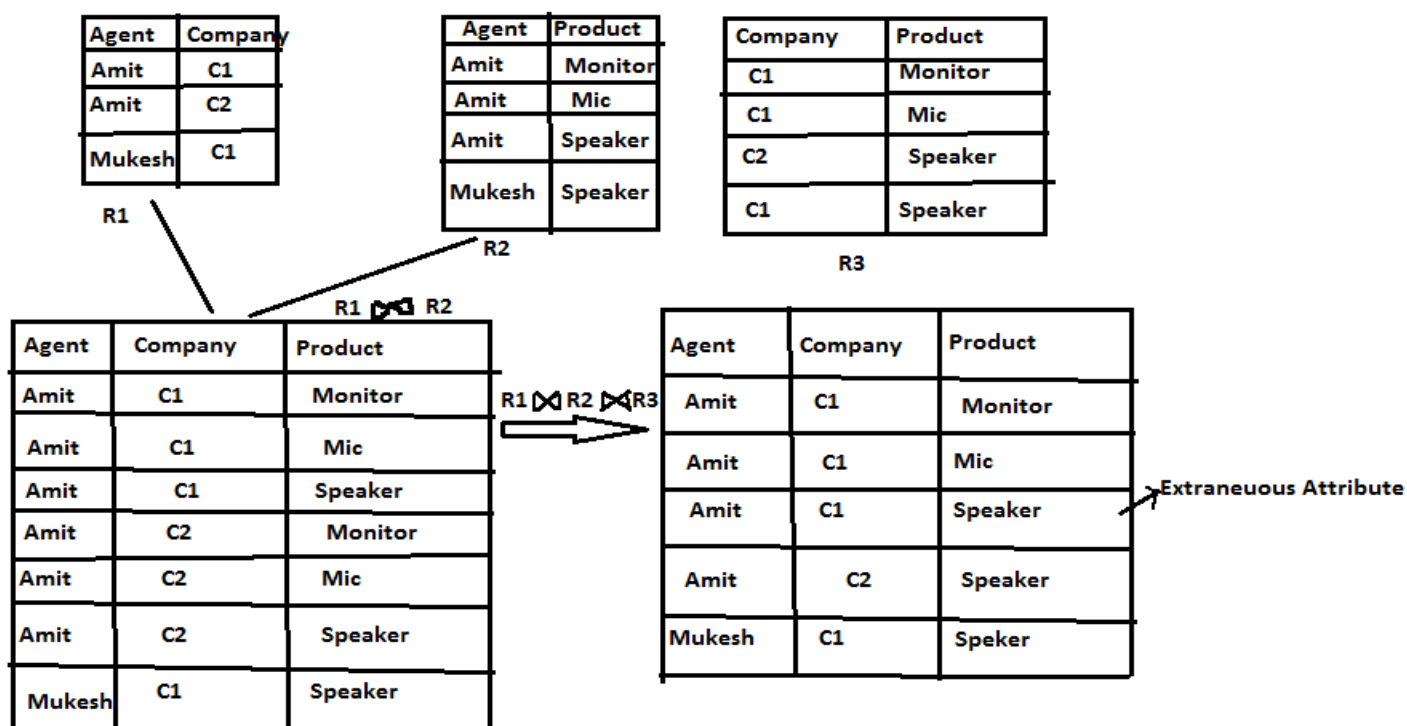 Agent Company
Amit C1
Amit C2
Mukesh C1
R1
Agent Product
Amit Monitor
Amit Mic
Amit Speaker
Mukesh Speaker
R2
Company Product
C1 Monitor
C1 Mic
C2 Speaker
C1 Speaker
R3
R1 ⋈ R2
Agent Company Product
Amit C1 Monitor
Amit C1 Mic
Amit C1 Speaker
Amit C2 Monitor
Amit C2 Mic
Amit C2 Speaker
Mukesh C1 Speaker
R1 ⋈ R2 ⋈ R3
Agent Company Product
Amit C1 Monitor
Amit C1 Mic
Amit C1 Speaker
Amit C2 Speaker
Mukesh C1 Speker
Extraneuous Attribute